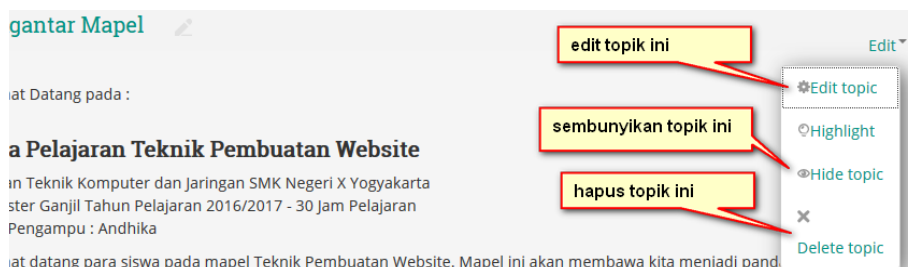 gantar Mapel
edit topik ini
Edit
at Datang pada :
Edit topic
sembunyikan topik ini
Highlight
a Pelajaran Teknik Pembuatan Website
Hide topic
an Teknik Komputer dan Jaringan SMK Negeri X Yogyakarta
hapus topik ini
ster Ganjil Tahun Pelajaran 2016/2017 - 30 Jam Pelajaran
Pengampu : Andhika
Delete topic
at datang para siswa pada mapel Teknik Pembuatan Website. Mapel ini akan membawa kita menjadi pand